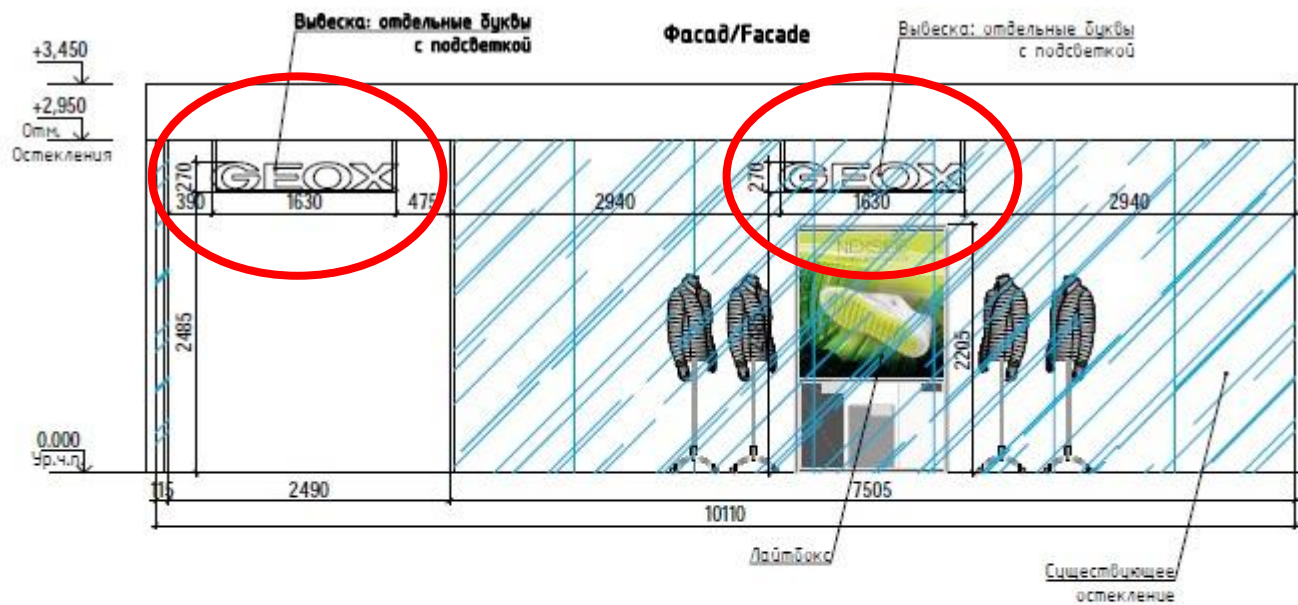 Вывеска: отдельные буквы
с подсветкой
Фасад/Facade
Вывеска: отдельные буквы
с подсветкой
+3,450
+2,950
Отм.
Остекления
GEOX
GEOX
270
270
390
1630
475
2940
1630
2940
2485
2205
0.000
Ур.ч.п.
115
2490
7505
10110
Лайтбокс
Существующее
остекление